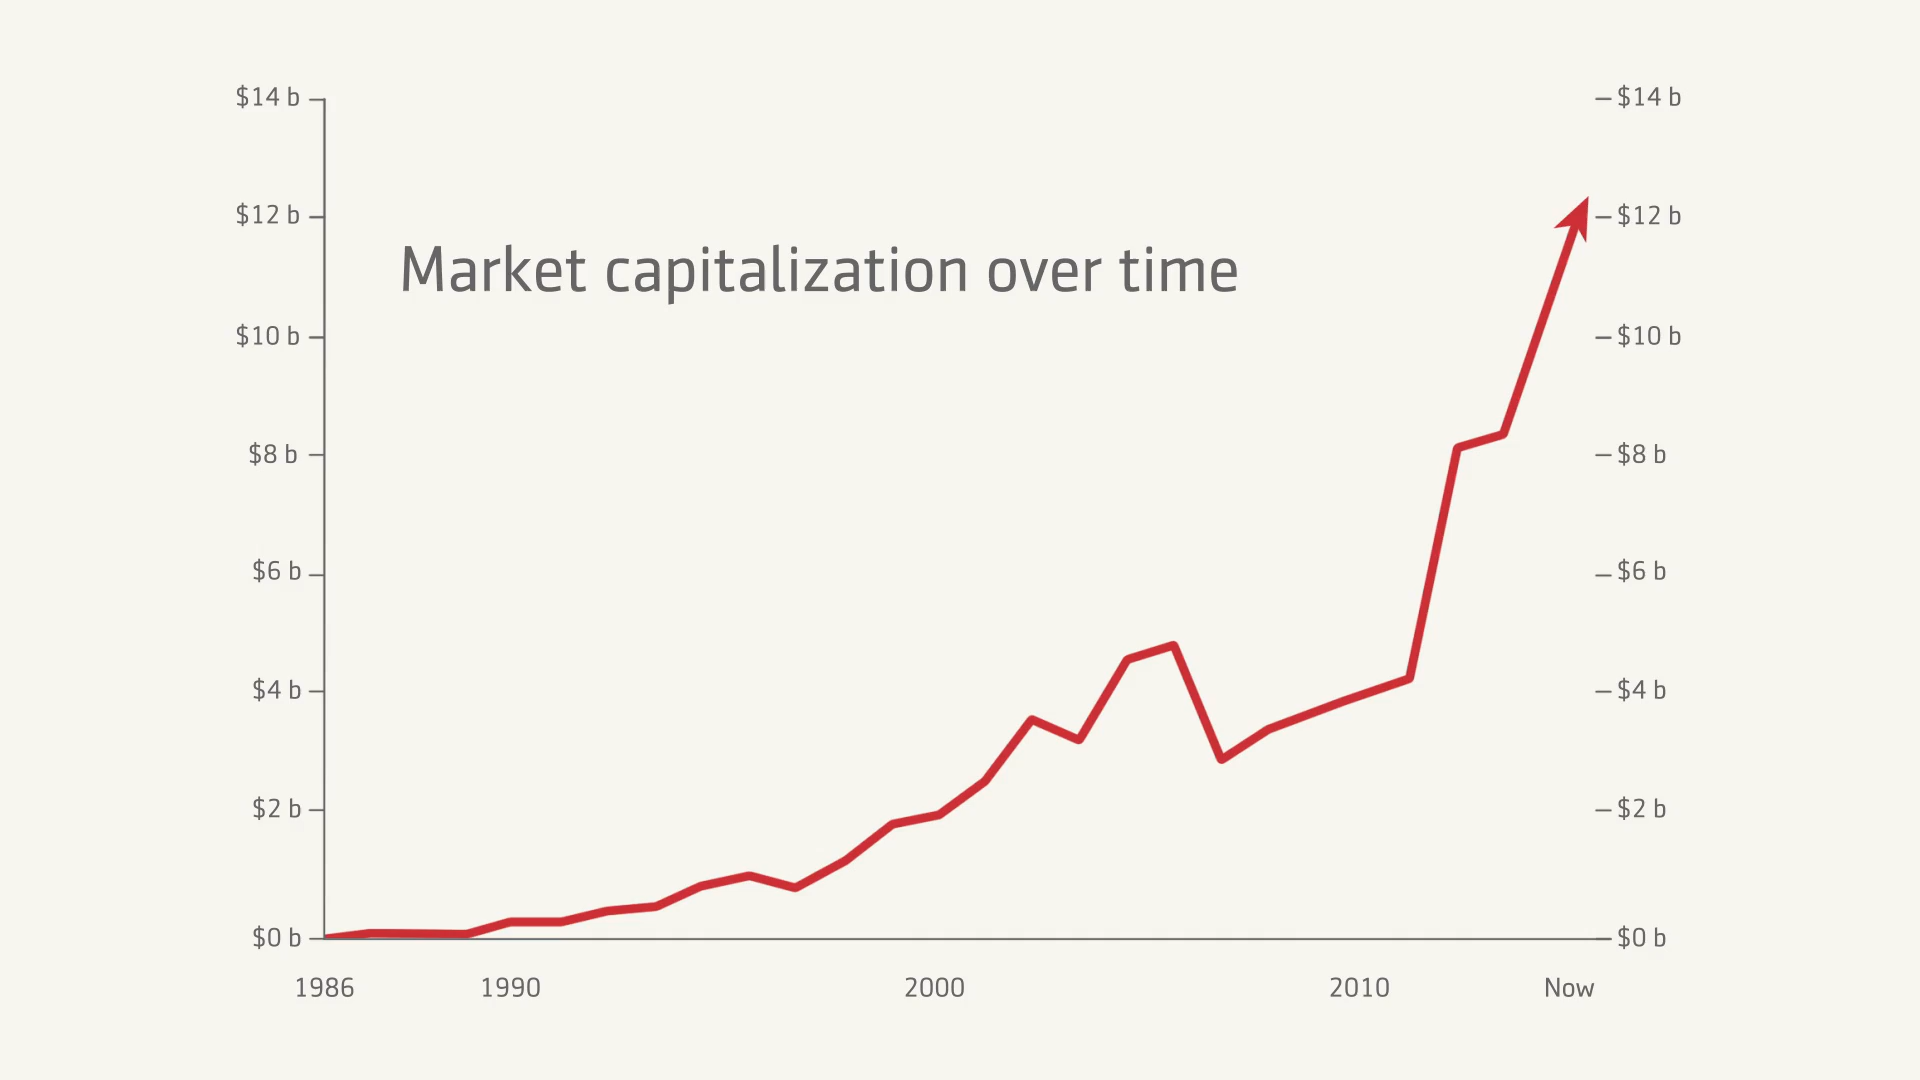 $14 b
$14 b
$12 b
$12 b
Market capitalization over time
$10 b
$10 b
$8 b
$8 b
$6 b
$6 b
$4 b
$4 b
$2 b
$2 b
$0 b
$0 b
1986
1990
2000
2010
Now